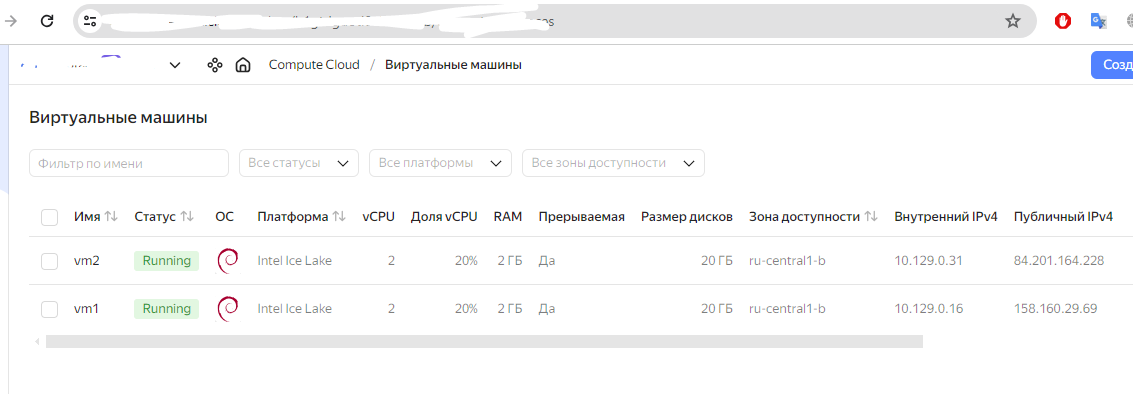 Compute Cloud / Виртуальные машины
Созд
Виртуальные машины
Фильтр по имени Все статусы Все платформы Все зоны доступности
Имя Статус ОС Платформа vCPU Доля vCPU RAM Прерываемая Размер дисков Зона доступности Внутренний IPv4 Публичный IPv4
vm2 Running Intel Ice Lake 2 20% 2 ГБ Да 20 ГБ ru-central1-b 10.129.0.31 84.201.164.228
vm1 Running Intel Ice Lake 2 20% 2 ГБ Да 20 ГБ ru-central1-b 10.129.0.16 158.160.29.69